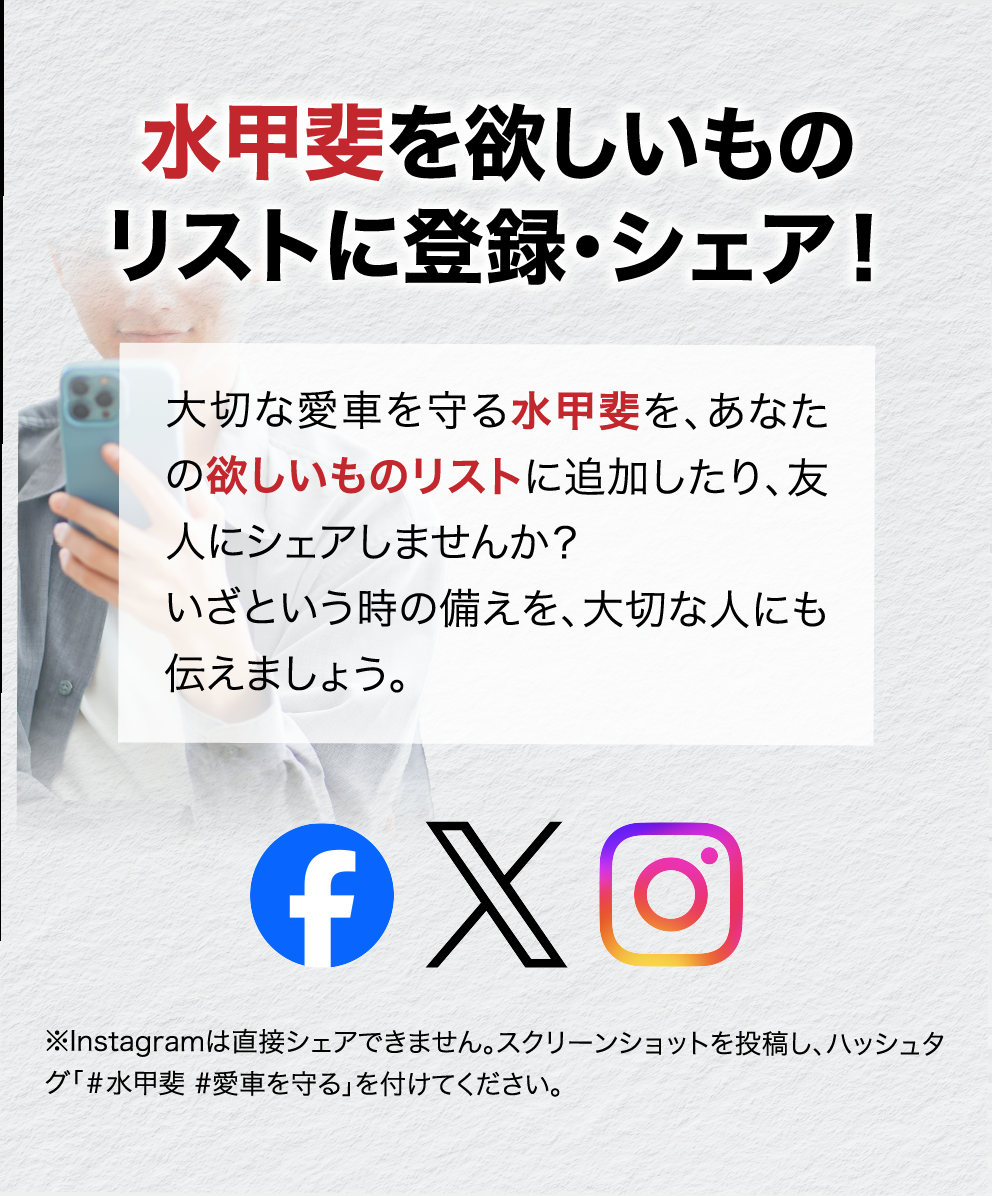 水甲斐を欲しいもの
リストに登録・シェア！
大切な愛車を守る水甲斐を、あなた
の欲しいものリストに追加したり、友
人にシェアしませんか？
いざという時の備えを、大切な人にも
伝えましょう。
※Instagramは直接シェアできません。スクリーンショットを投稿し、ハッシュタ
グ「#水甲斐 #愛車を守る」を付けてください。